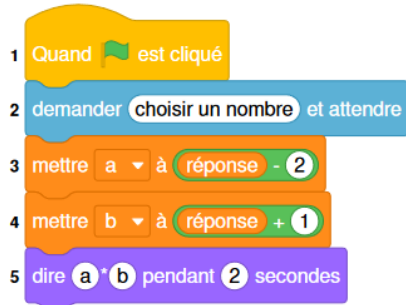 1 Quand est cliqué
2 demander choisir un nombre et attendre
3 mettre a à réponse - 2
4 mettre b à réponse + 1
5 dire a * b pendant 2 secondes